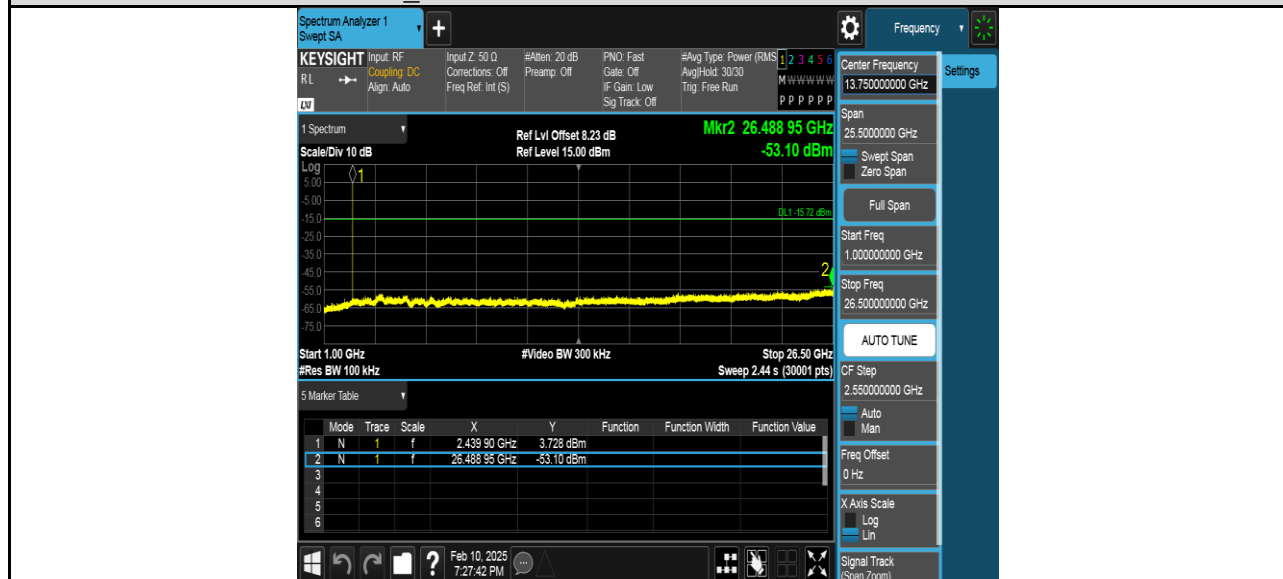 Spectrum Analyzer 1
Swept SA
+
Frequency
KEYSIGHT
RL
LXI
Input: RF
Coupling: DC
Align: Auto
Input Z: 50 Ω
Corrections: Off
Freq Ref: Int (S)
#Atten: 20 dB
Preamp: Off
PNO: Fast
Gate: Off
IF Gain: Low
Sig Track: Off
#Avg Type: Power (RMS
Avg|Hold: 30/30
Trig: Free Run
1 2 3 4 5 6
M W W W W W
P P P P P P
Center Frequency
13.750000000 GHz
Settings
1 Spectrum
Scale/Div 10 dB
Ref Lvl Offset 8.23 dB
Ref Level 15.00 dBm
Mkr2 26.488 95 GHz
-53.10 dBm
Span
25.5000000 GHz
Swept Span
Zero Span
Full Span
Log
5.00
-5.00
-15.0
-25.0
-35.0
-45.0
-55.0
-65.0
-75.0
1
DL1 -15.72 dBm
2
Start Freq
1.000000000 GHz
Stop Freq
26.500000000 GHz
AUTO TUNE
Start 1.00 GHz
#Video BW 300 kHz
Stop 26.50 GHz
#Res BW 100 kHz
Sweep 2.44 s (30001 pts)
CF Step
2.550000000 GHz
Auto
Man
5 Marker Table
Mode Trace Scale X Y Function Function Width Function Value
1 N 1 f 2.439 90 GHz 3.728 dBm
2 N 1 f 26.488 95 GHz -53.10 dBm
3
4
5
6
Freq Offset
0 Hz
X Axis Scale
Log
Lin
Signal Track
(Span Zoom)
?
Feb 10, 2025
7:27:42 PM